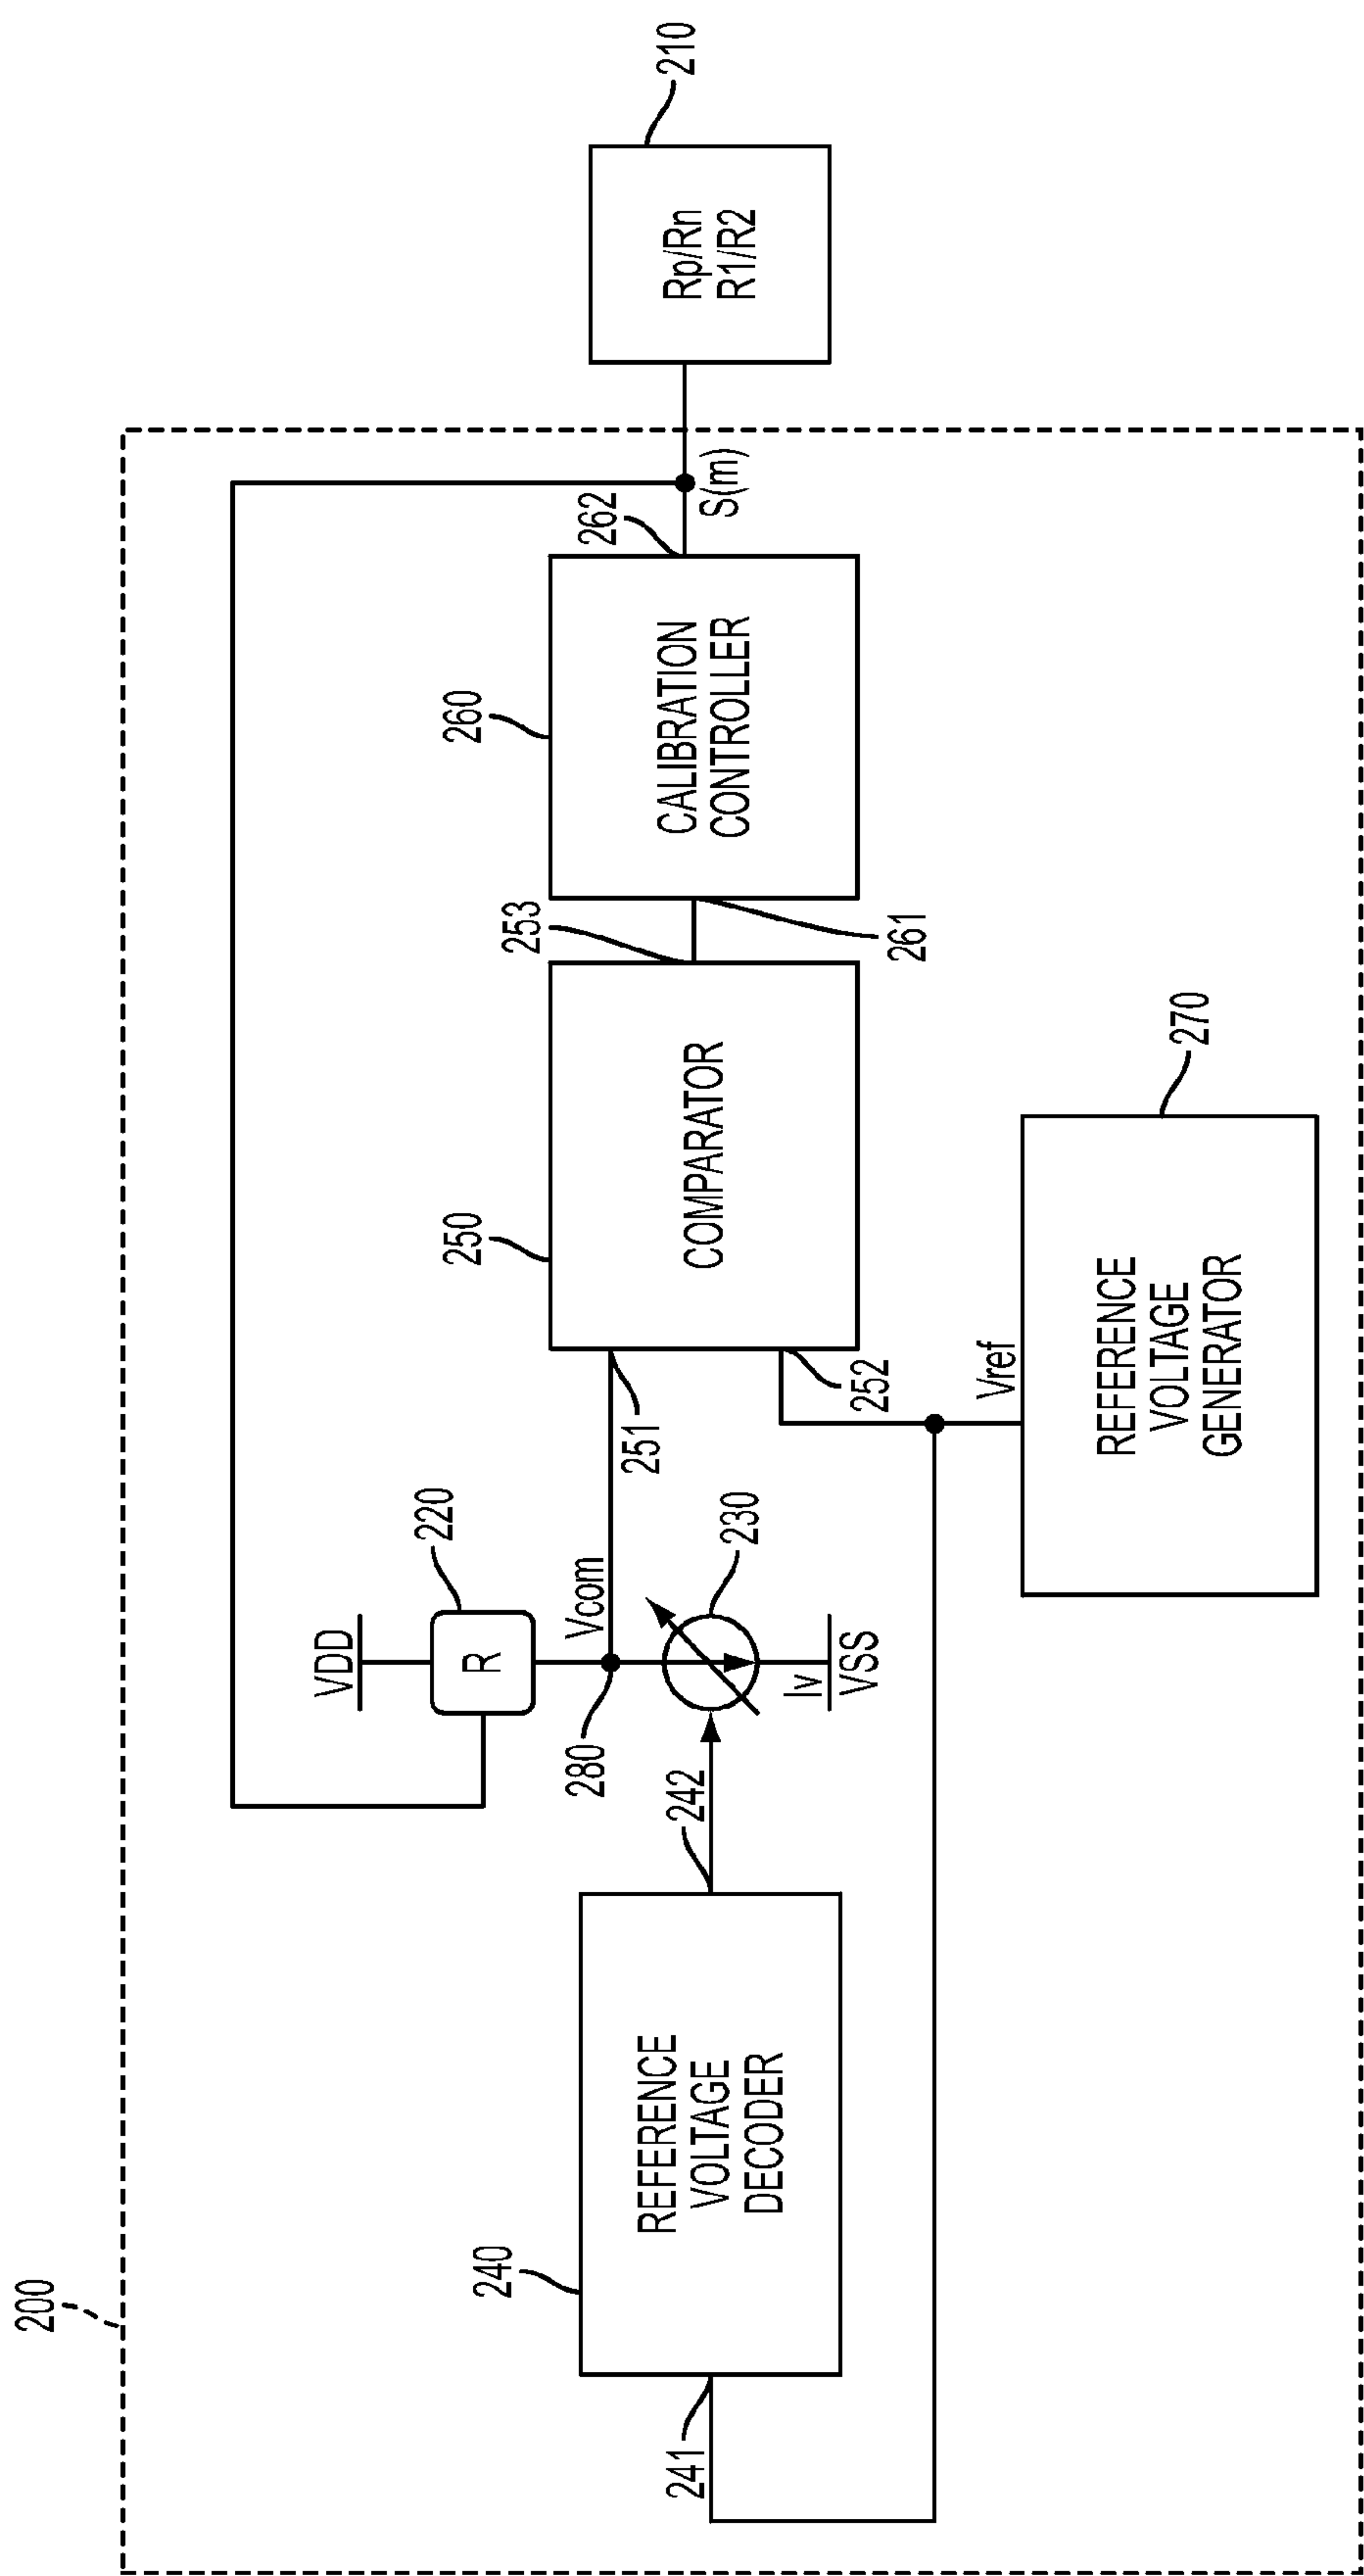 200
VDD
220
R
Vcom
280
230
Iv
VSS
240
REFERENCE
VOLTAGE
DECODER
241
242
250
COMPARATOR
251
252
253
260
CALIBRATION
CONTROLLER
261
262
S(m)
210
Rp/Rn
R1/R2
Vref
270
REFERENCE
VOLTAGE
GENERATOR